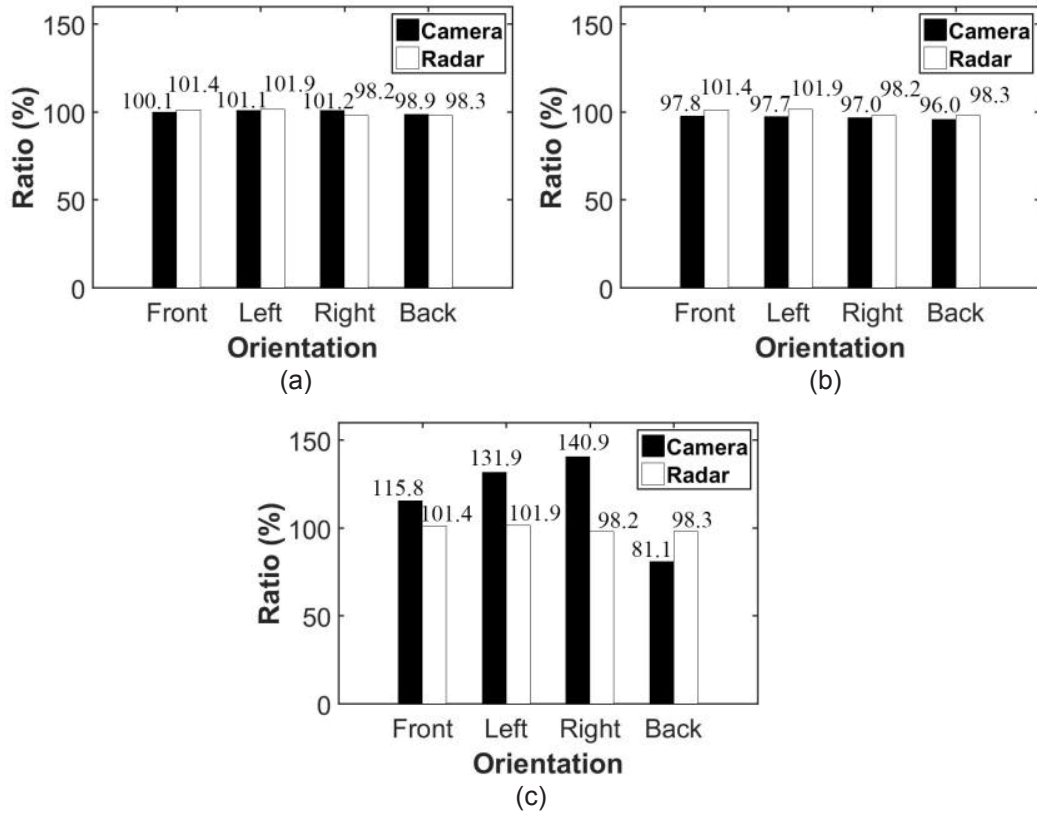 150
100
50
0
Ratio (%)
Camera
Radar
100.1 101.4 101.1 101.9 101.2 98.2 98.9 98.3
Front Left Right Back
Orientation
(a)
150
100
50
0
Ratio (%)
Camera
Radar
97.8 101.4 97.7 101.9 97.0 98.2 96.0 98.3
Front Left Right Back
Orientation
(b)
150
100
50
0
Ratio (%)
Camera
Radar
115.8 101.4 131.9 101.9 140.9 98.2 81.1 98.3
Front Left Right Back
Orientation
(c)